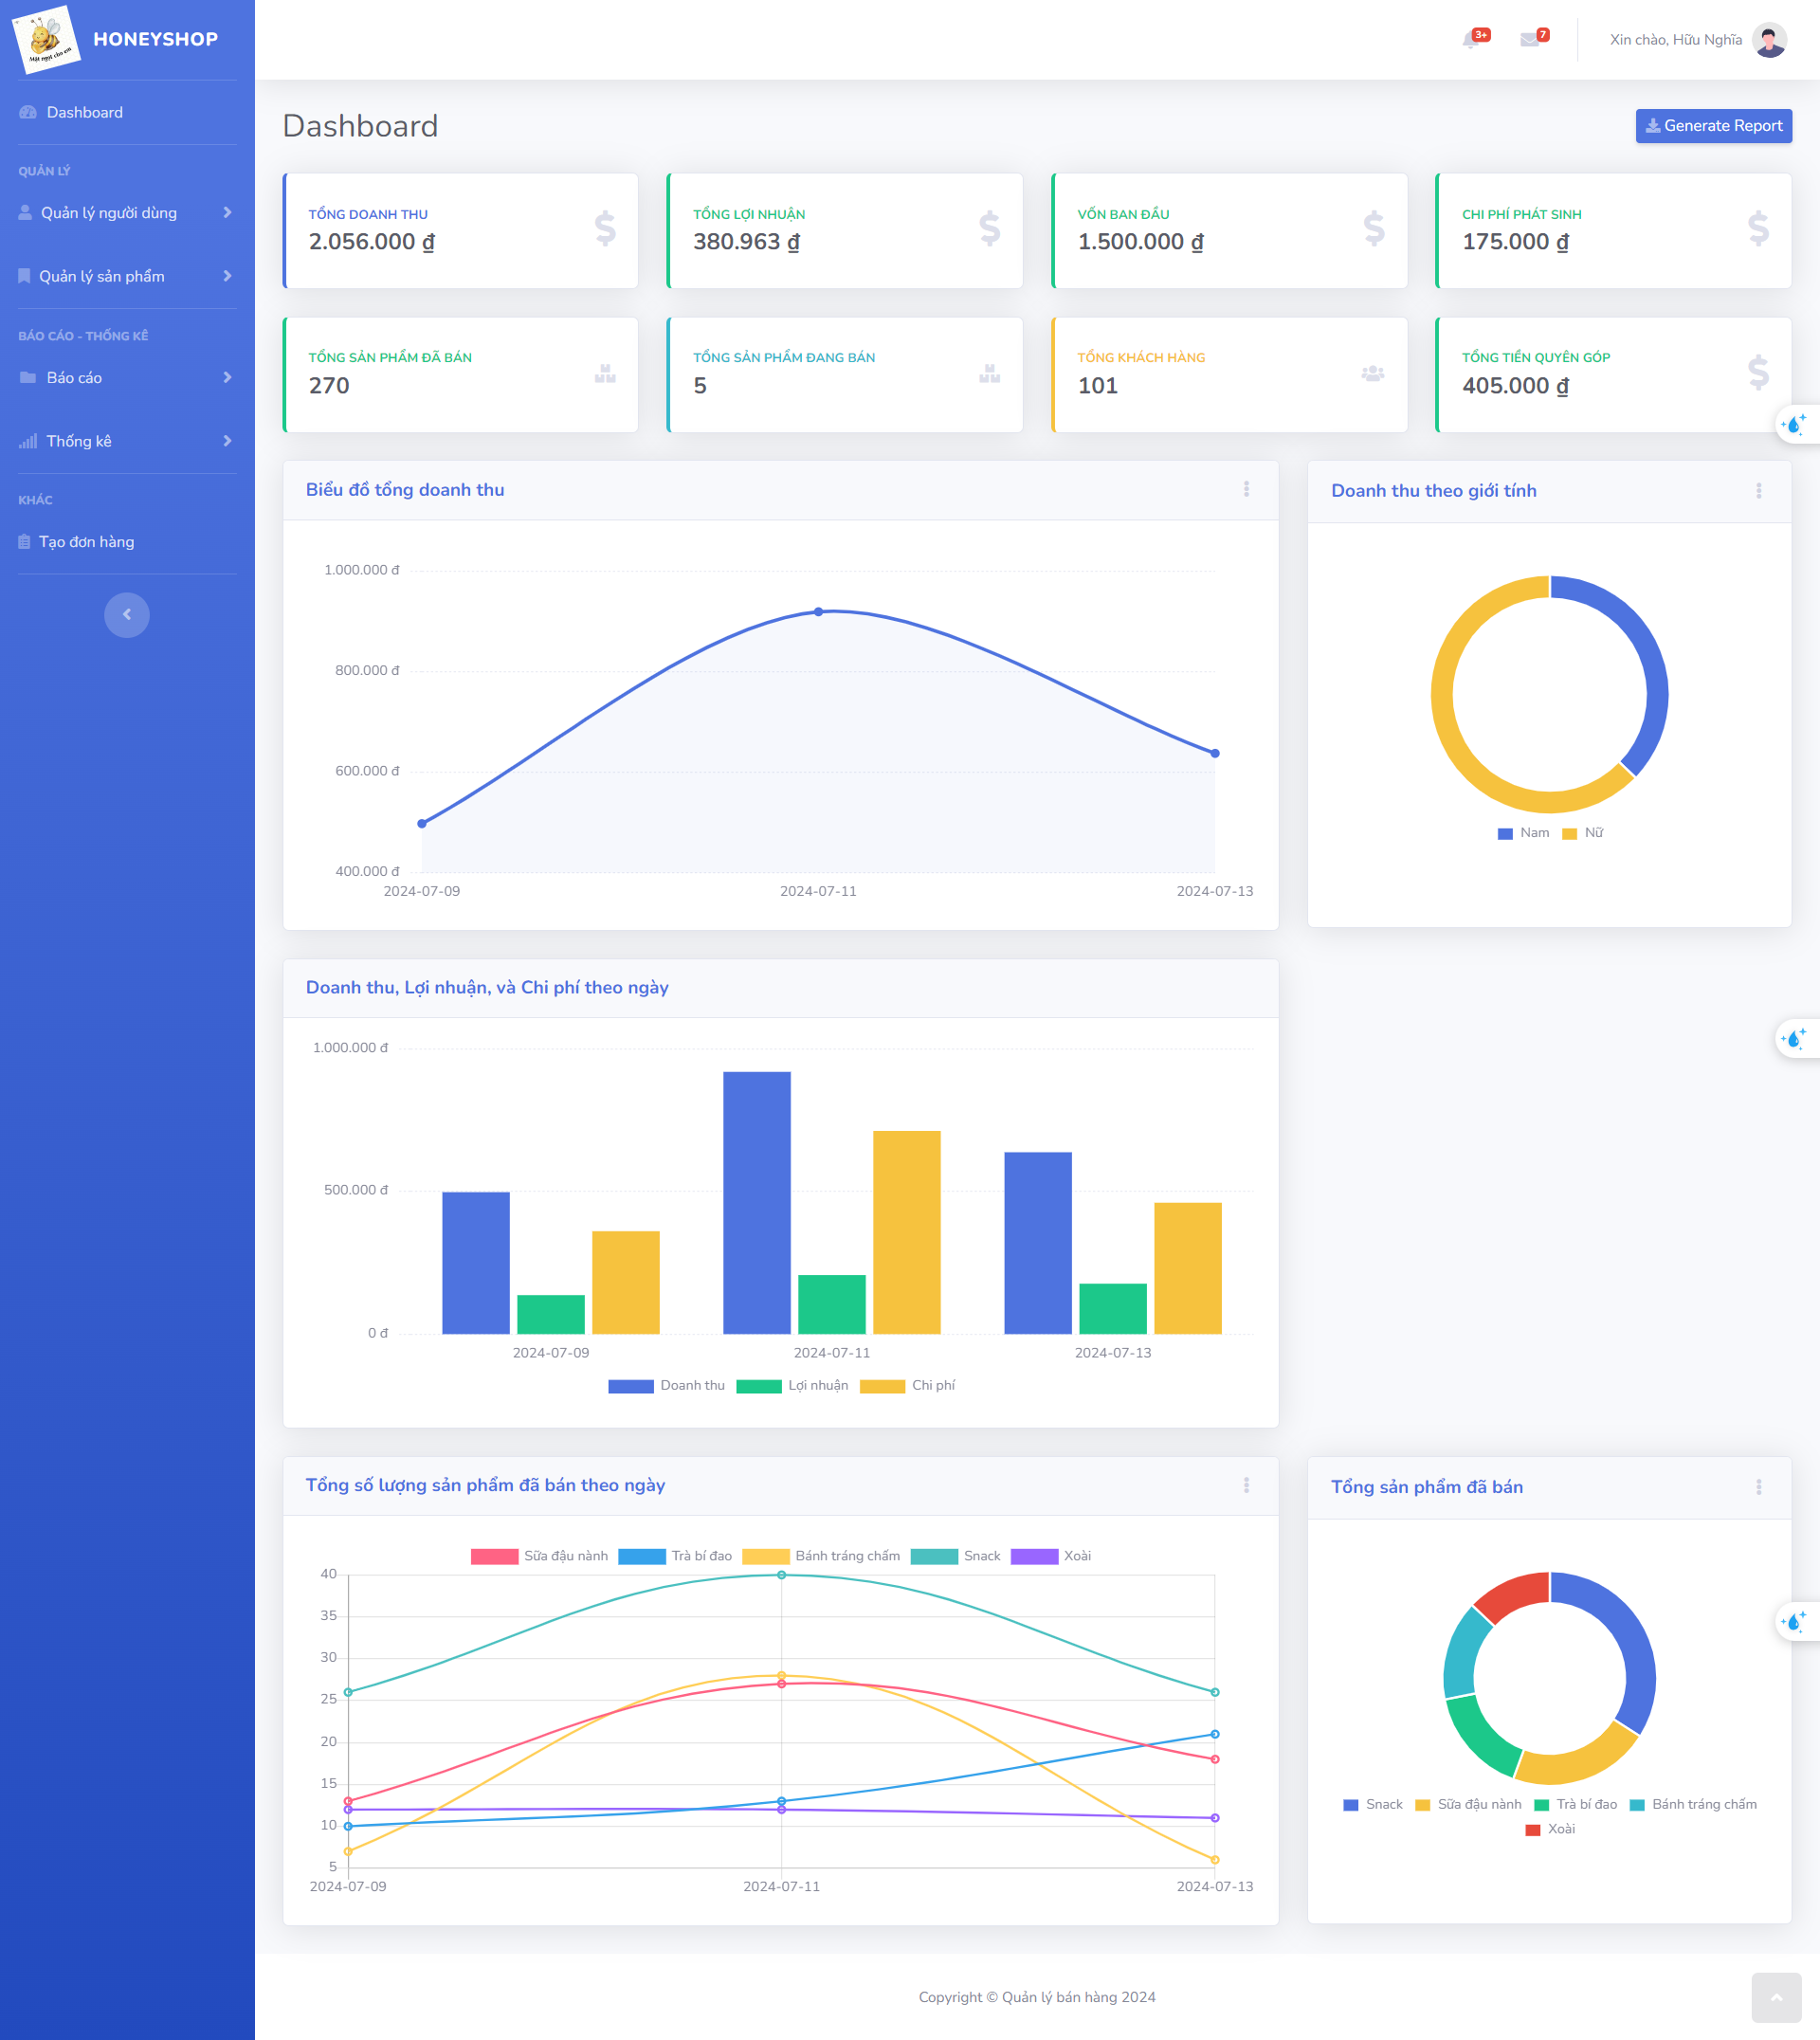 Mật ngọt cho em
HONEYSHOP
3+
7
Xin chào, Hữu Nghĩa
Dashboard
QUẢN LÝ
Quản lý người dùng
Quản lý sản phẩm
BÁO CÁO - THỐNG KÊ
Báo cáo
Thống kê
KHÁC
Tạo đơn hàng
Dashboard
Generate Report
TỔNG DOANH THU
2.056.000 ₫
TỔNG LỢI NHUẬN
380.963 ₫
VỐN BAN ĐẦU
1.500.000 ₫
CHI PHÍ PHÁT SINH
175.000 ₫
TỔNG SẢN PHẨM ĐÃ BÁN
270
TỔNG SẢN PHẨM ĐANG BÁN
5
TỔNG KHÁCH HÀNG
101
TỔNG TIỀN QUYÊN GÓP
405.000 ₫
Biểu đồ tổng doanh thu
1.000.000 đ
800.000 đ
600.000 đ
400.000 đ
2024-07-09
2024-07-11
2024-07-13
Doanh thu theo giới tính
Nam
Nữ
Doanh thu, Lợi nhuận, và Chi phí theo ngày
1.000.000 đ
500.000 đ
0 đ
2024-07-09
2024-07-11
2024-07-13
Doanh thu
Lợi nhuận
Chi phí
Tổng số lượng sản phẩm đã bán theo ngày
Sữa đậu nành
Trà bí đao
Bánh tráng chấm
Snack
Xoài
40
35
30
25
20
15
10
5
2024-07-09
2024-07-11
2024-07-13
Tổng sản phẩm đã bán
Snack
Sữa đậu nành
Trà bí đao
Bánh tráng chấm
Xoài
Copyright © Quản lý bán hàng 2024